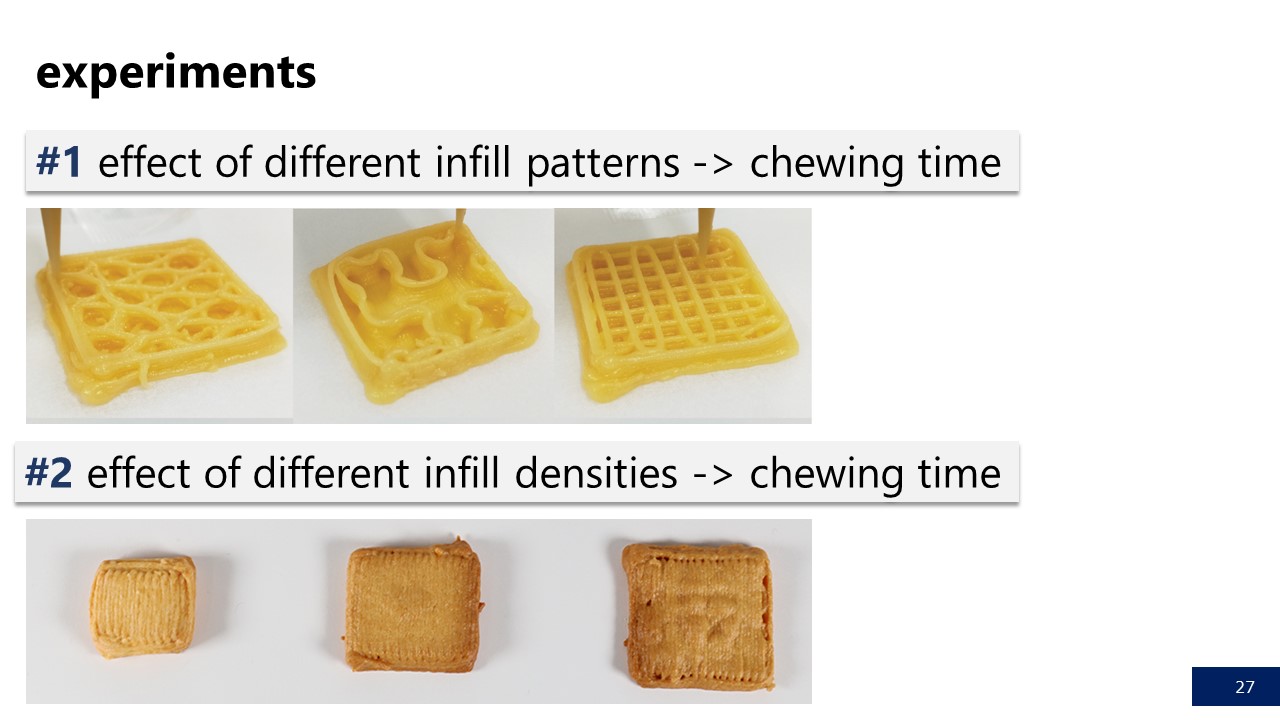 experiments
#1 effect of different infill patterns -> chewing time
#2 effect of different infill densities -> chewing time
27